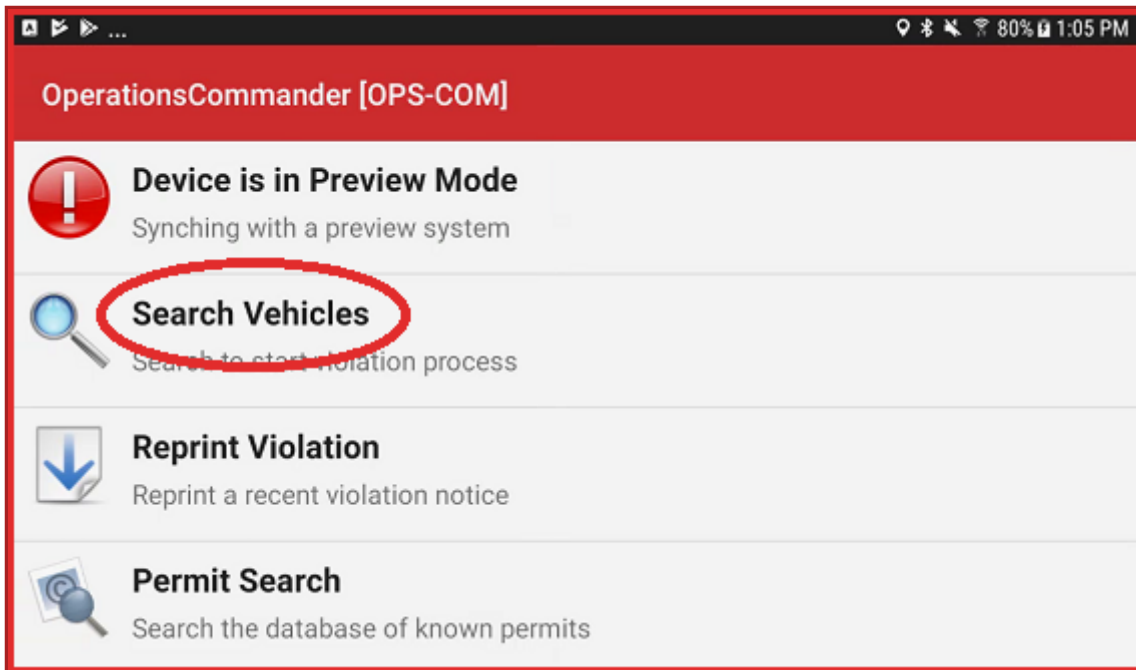 ... 80% 1:05 PM
OperationsCommander [OPS-COM]
Device is in Preview Mode
Synching with a preview system
Search Vehicles
Search to start violation process
Reprint Violation
Reprint a recent violation notice
Permit Search
Search the database of known permits